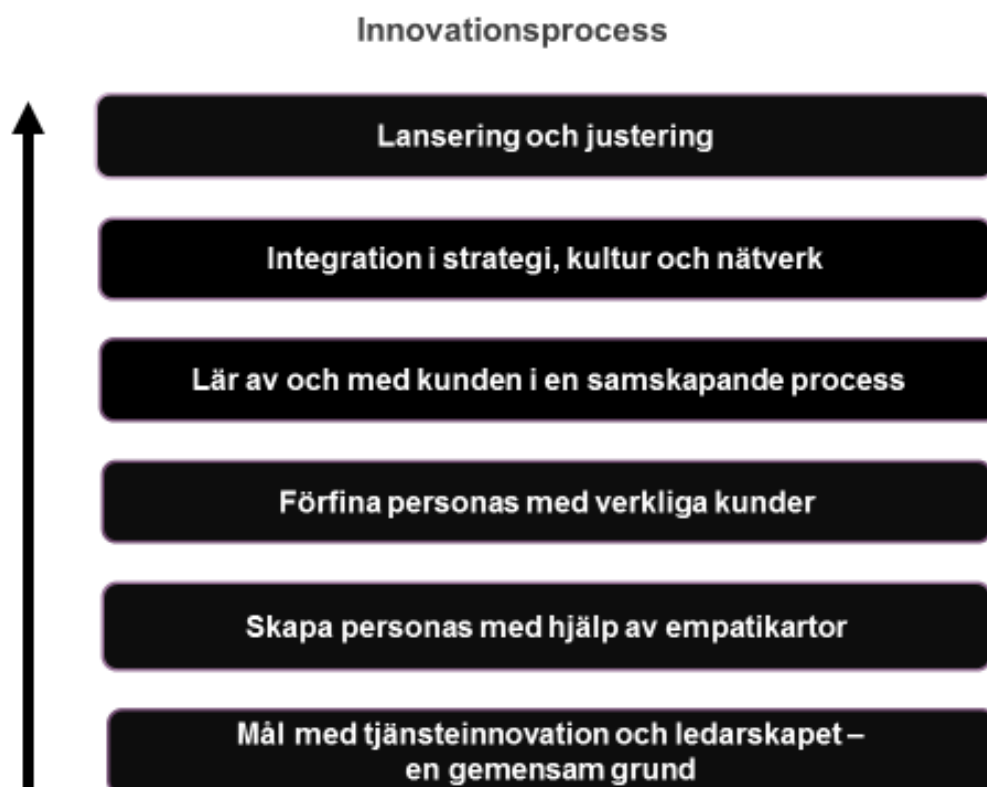 Innovationsprocess
Lansering och justering
Integration i strategi, kultur och nätverk
Lär av och med kunden i en samskapande process
Förfina personas med verkliga kunder
Skapa personas med hjälp av empatikartor
Mål med tjänsteinnovation och ledarskapet –
en gemensam grund